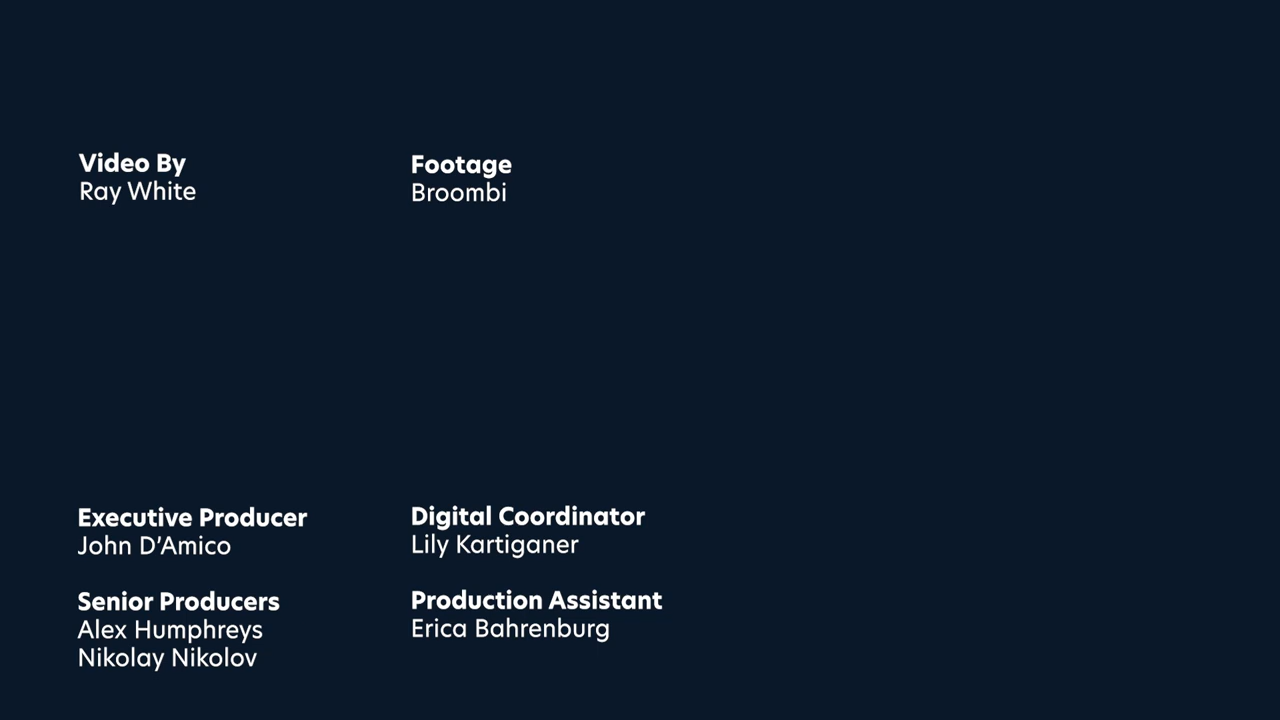 Video By
Ray White
Footage
Broombi
Executive Producer
John D’Amico
Senior Producers
Alex Humphreys
Nikolay Nikolov
Digital Coordinator
Lily Kartiganer
Production Assistant
Erica Bahrenburg